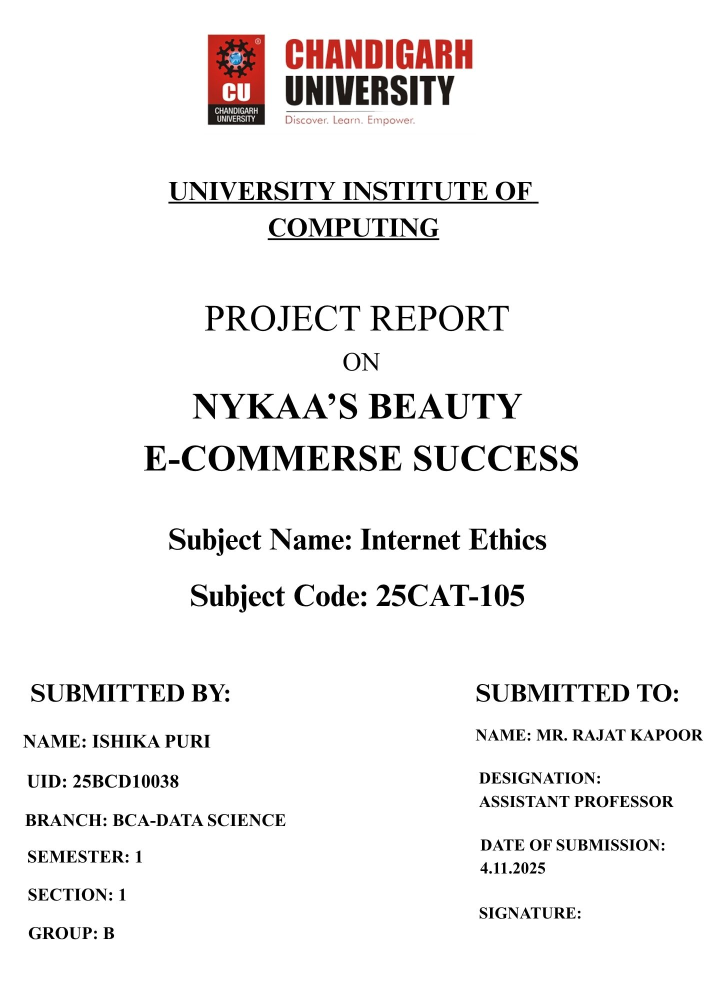 CU
CHANDIGARH
UNIVERSITY
®
CHANDIGARH
UNIVERSITY
Discover. Learn. Empower.
UNIVERSITY INSTITUTE OF
COMPUTING
PROJECT REPORT
ON
NYKAA’S BEAUTY
E-COMMERSE SUCCESS
Subject Name: Internet Ethics
Subject Code: 25CAT-105
SUBMITTED BY:
NAME: ISHIKA PURI
UID: 25BCD10038
BRANCH: BCA-DATA SCIENCE
SEMESTER: 1
SECTION: 1
GROUP: B
SUBMITTED TO:
NAME: MR. RAJAT KAPOOR
DESIGNATION:
ASSISTANT PROFESSOR
DATE OF SUBMISSION:
4.11.2025
SIGNATURE: